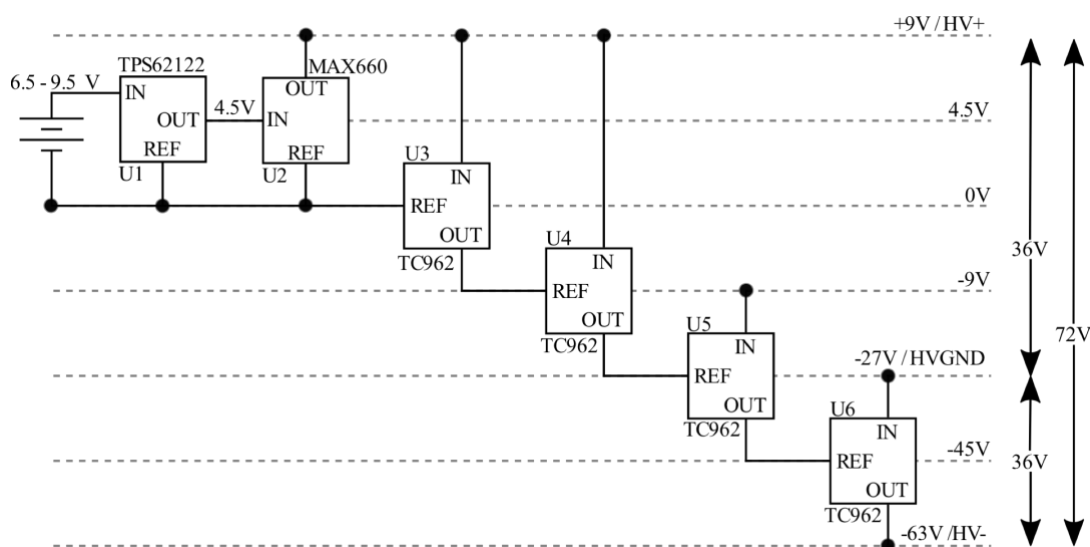 +9V / HV+
TPS62122
MAX660
6.5 - 9.5 V
IN
OUT
4.5V
REF
U1
OUT
IN
REF
U2
4.5V
U3
IN
REF
OUT
TC962
0V
U4
IN
REF
OUT
TC962
-9V
36V
U5
IN
REF
OUT
TC962
-27V / HVGND
72V
U6
IN
REF
OUT
TC962
-45V
36V
-63V / HV-